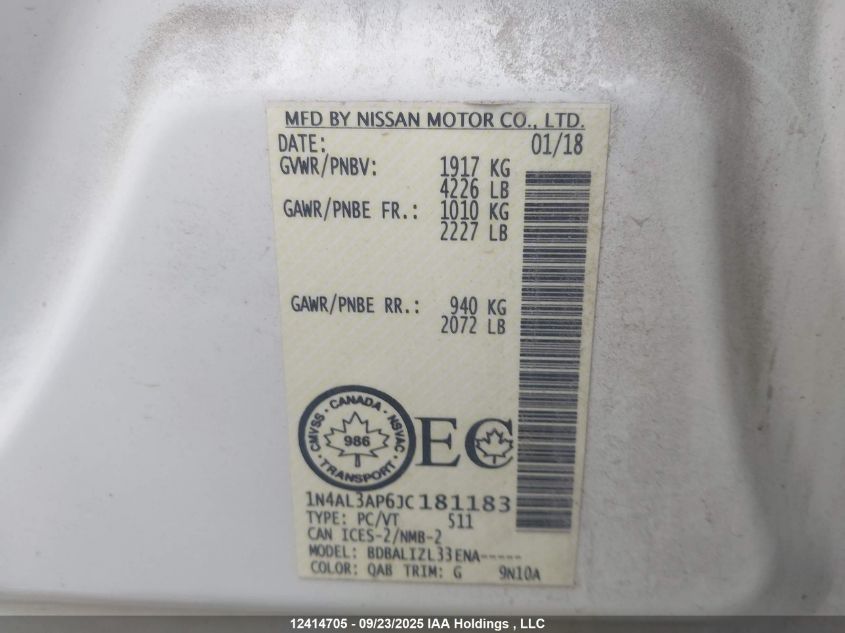 MFD BY NISSAN MOTOR CO., LTD.
DATE: 01/18
GVWR/PNBV: 1917 KG
4226 LB
GAWR/PNBE FR.: 1010 KG
2227 LB
GAWR/PNBE RR.: 940 KG
2072 LB
CMVSS · CANADA · NSVAC
986
TRANSPORT
EC
1N4AL3AP6JC181183
TYPE: PC/VT 511
CAN ICES-2/NMB-2
MODEL: BDBALIZL33ENA-----
COLOR: QAB TRIM: G 9N10A
12414705 - 09/23/2025 IAA Holdings , LLC